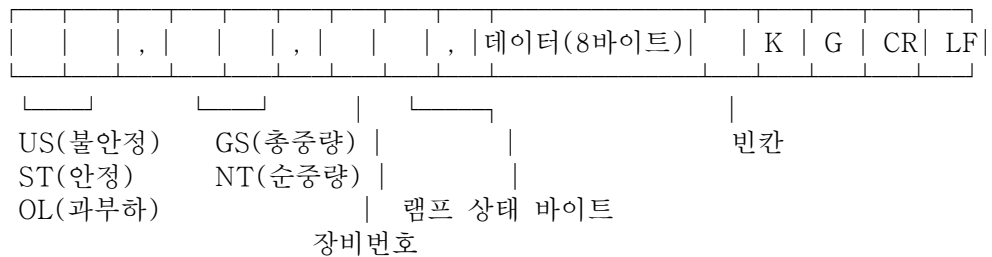 , , , 데이터(8바이트) K G CR LF
US(불안정) GS(총중량) 빈칸
ST(안정) NT(순중량)
OL(과부하) 램프 상태 바이트
장비번호